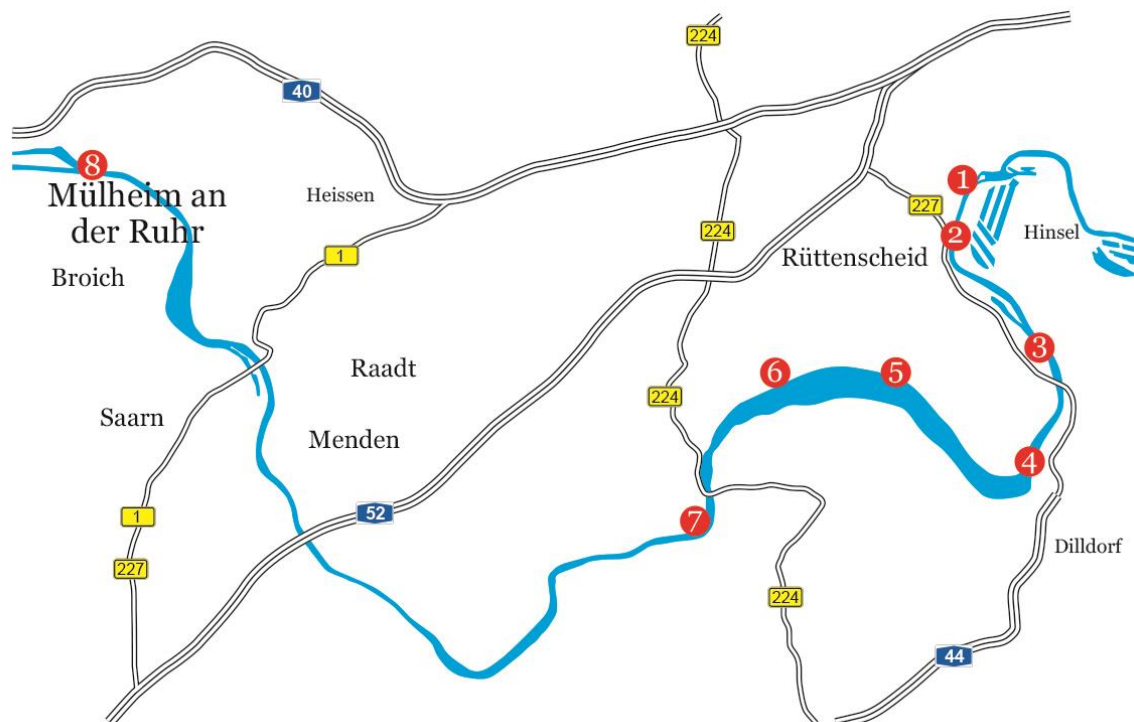 224
40
8
Mülheim an
der Ruhr
Heissen
1
227
2
224
Hinsel
1
Rüttenscheid
Broich
3
Raadt
6
5
224
Saarn
Menden
4
1
52
7
Dilldorf
227
224
44